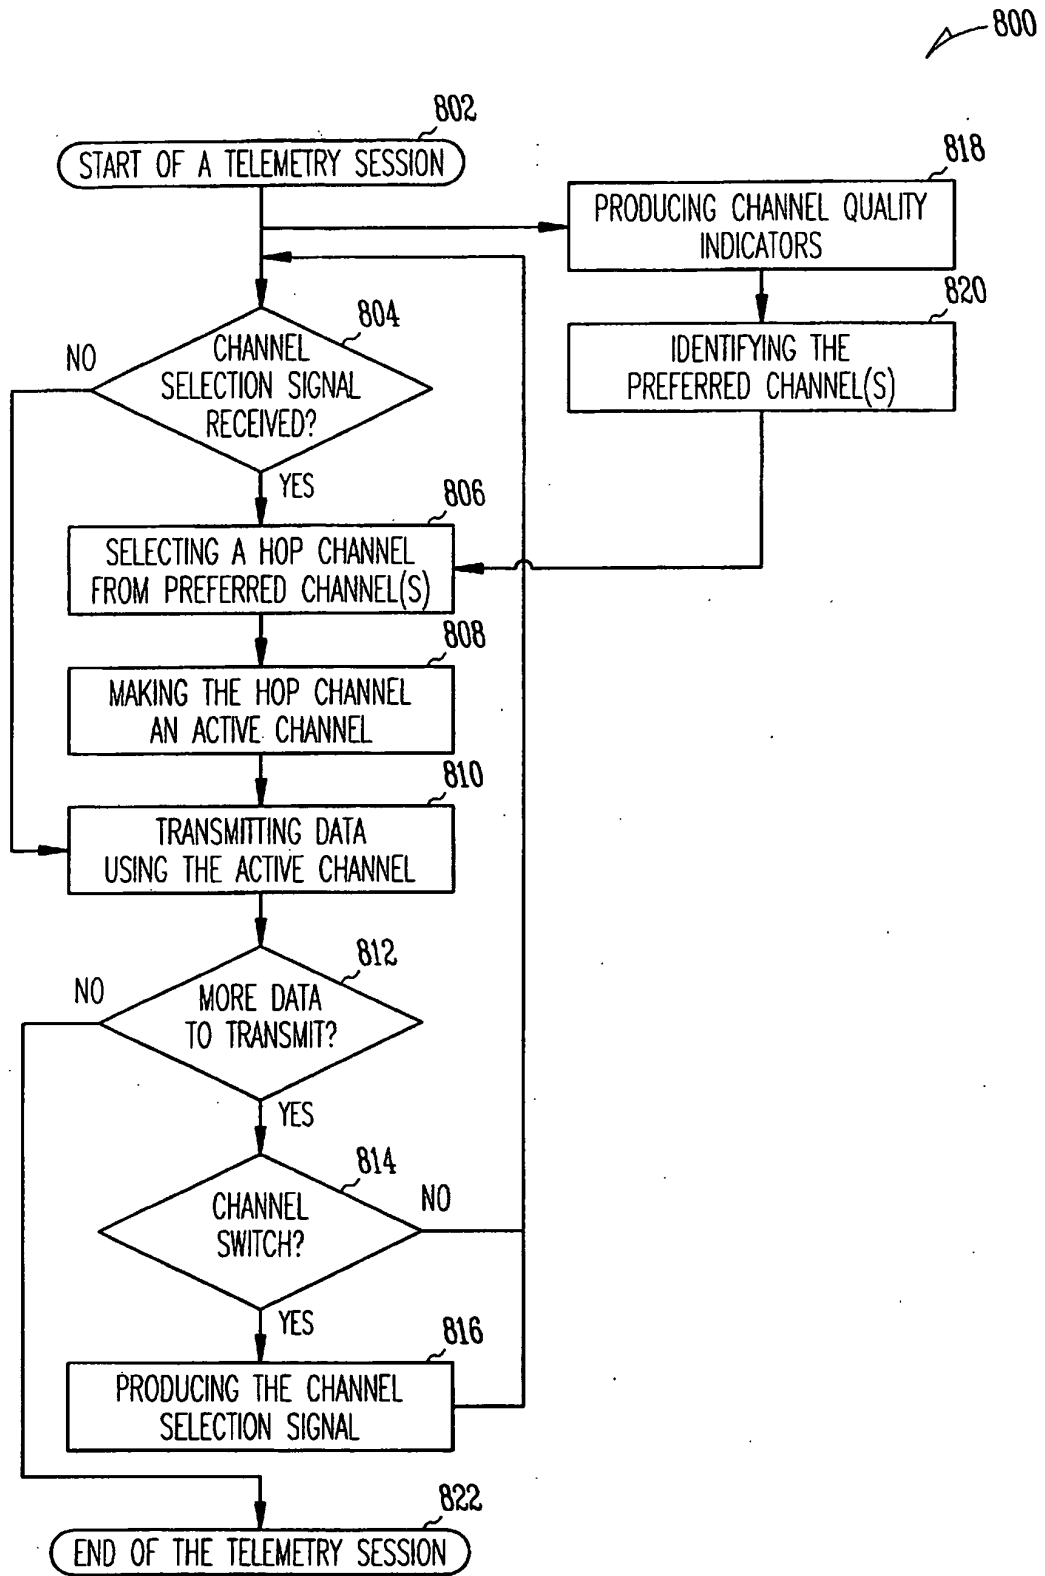 800
802
START OF A TELEMETRY SESSION
818
PRODUCING CHANNEL QUALITY
INDICATORS
804
NO
CHANNEL
SELECTION SIGNAL
RECEIVED?
YES
820
IDENTIFYING THE
PREFERRED CHANNEL(S)
806
SELECTING A HOP CHANNEL
FROM PREFERRED CHANNEL(S)
808
MAKING THE HOP CHANNEL
AN ACTIVE CHANNEL
810
TRANSMITTING DATA
USING THE ACTIVE CHANNEL
812
NO
MORE DATA
TO TRANSMIT?
YES
814
CHANNEL
SWITCH?
NO
YES
816
PRODUCING THE CHANNEL
SELECTION SIGNAL
822
END OF THE TELEMETRY SESSION